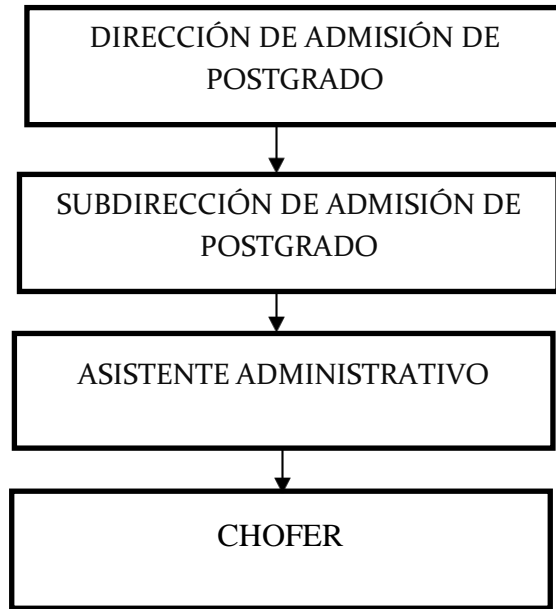 DIRECCIÓN DE ADMISIÓN DE
POSTGRADO
SUBDIRECCIÓN DE ADMISIÓN DE
POSTGRADO
ASISTENTE ADMINISTRATIVO
CHOFER